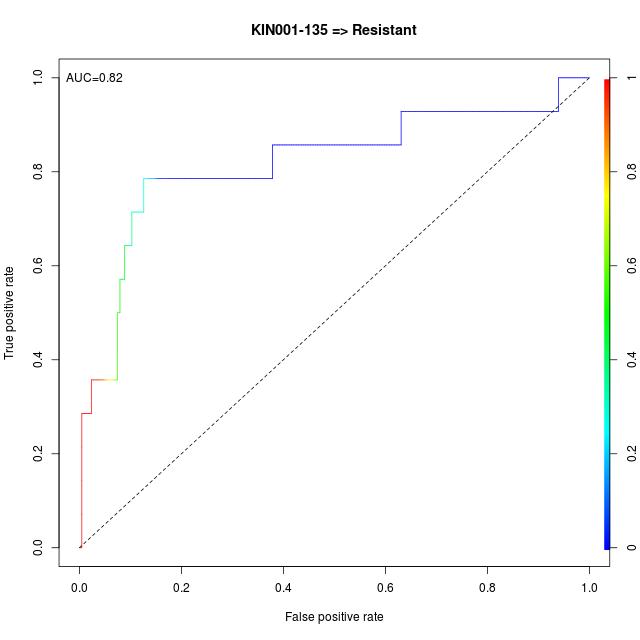 KIN001-135 => Resistant
AUC=0.82
True positive rate
1.0
0.8
0.6
0.4
0.2
0.0
0.0 0.2 0.4 0.6 0.8 1.0
False positive rate
1
0.8
0.6
0.4
0.2
0